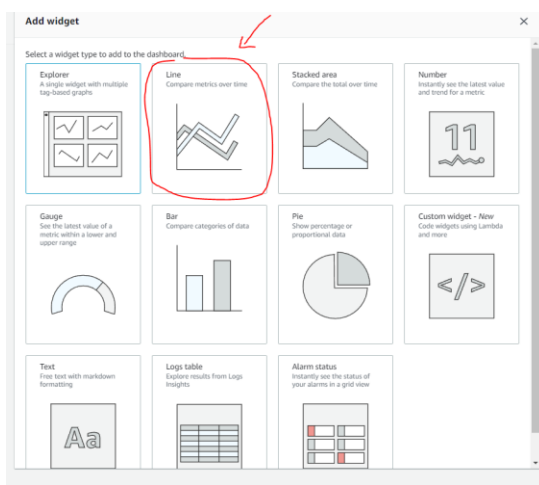 Add widget
Select a widget type to add to the dashboard.
Explorer
A single widget with multiple
tag-based graphs
Line
Compare metrics over time
Stacked area
Compare the total over time
Number
Instantly see the latest value
and trend for a metric
11
Gauge
See the latest value of a
metric within a lower and
upper range
Bar
Compare categories of data
Pie
Show percentage or
proportional data
Custom widget - New
Code widgets using Lambda
and more
</>
Text
Free text with markdown
formatting
Aa
Logs table
Explore results from Logs
Insights
Alarm status
Instantly see the status of
your alarms in a grid view